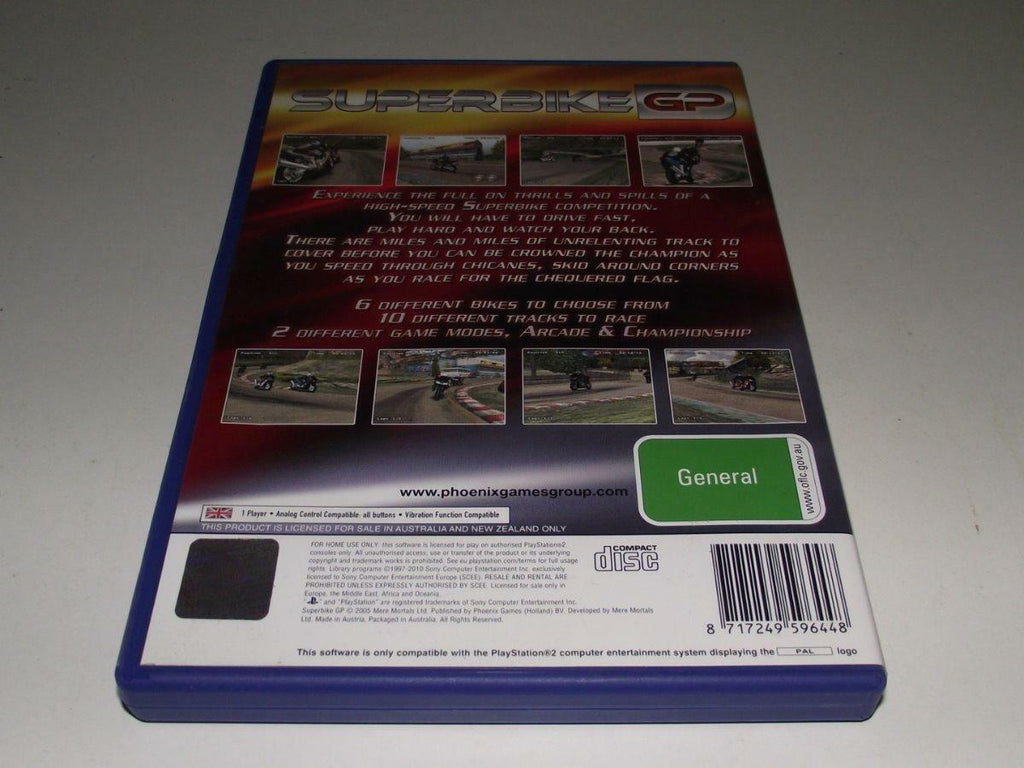 SUPERBIKE GP
EXPERIENCE THE FULL ON THRILLS AND SPILLS OF A
HIGH-SPEED SUPERBIKE COMPETITION.
YOU WILL HAVE TO DRIVE FAST,
PLAY HARD AND WATCH YOUR BACK.
THERE ARE MILES AND MILES OF UNRELENTING TRACK TO
COVER BEFORE YOU CAN BE CROWNED THE CHAMPION AS
YOU SPEED THROUGH CHICANES, SKID AROUND CORNERS
AS YOU RACE FOR THE CHEQUERED FLAG.
6 DIFFERENT BIKES TO CHOOSE FROM
10 DIFFERENT TRACKS TO RACE
2 DIFFERENT GAME MODES, ARCADE & CHAMPIONSHIP
General
www.oflc.gov.au
www.phoenixgamesgroup.com
1 Player • Analog Control Compatible: all buttons • Vibration Function Compatible
THIS PRODUCT IS LICENSED FOR SALE IN AUSTRALIA AND NEW ZEALAND ONLY
FOR HOME USE ONLY: this software is licensed for play on authorised PlayStation®2
consoles only. All unauthorised access, use or transfer of the product or its underlying
copyright and trademark works is prohibited. See eu.playstation.com/terms for full usage
rights. Library programs ©1997-2010 Sony Computer Entertainment Inc. exclusively
licensed to Sony Computer Entertainment Europe (SCEE). RESALE AND RENTAL ARE
PROHIBITED UNLESS EXPRESSLY AUTHORISED BY SCEE. Licensed for sale only in
Europe, the Middle East, Africa and Oceania.
" " and "PlayStation" are registered trademarks of Sony Computer Entertainment Inc.
Superbike GP © 2005 Mere Mortals Ltd. Published by Phoenix Games (Holland) BV. Developed by Mere Mortals
Ltd. Made in Austria. Packaged in Australia. All Rights Reserved.
COMPACT
disc
8 717249 596448
This software is only compatible with the PlayStation®2 computer entertainment system displaying the PAL logo